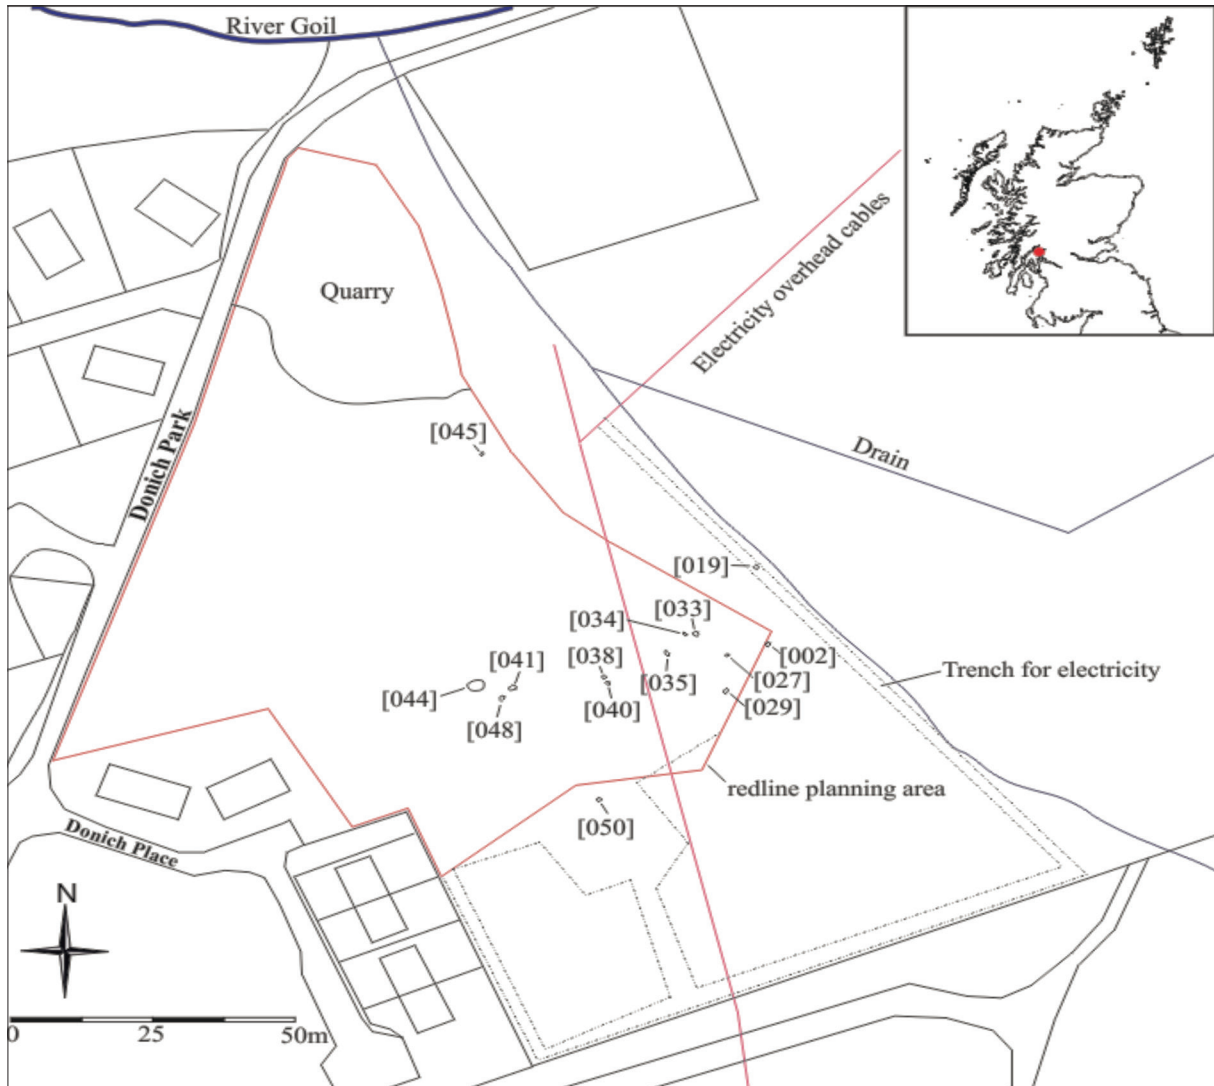 River Goil
Quarry
Electricity overhead cables
[045]
Donich Park
Drain
[019]
[033]
[034]
[002]
Trench for electricity
[038]
[041]
[035]
[027]
[044]
[040]
[029]
[048]
redline planning area
[050]
Donich Place
N
0 25 50m